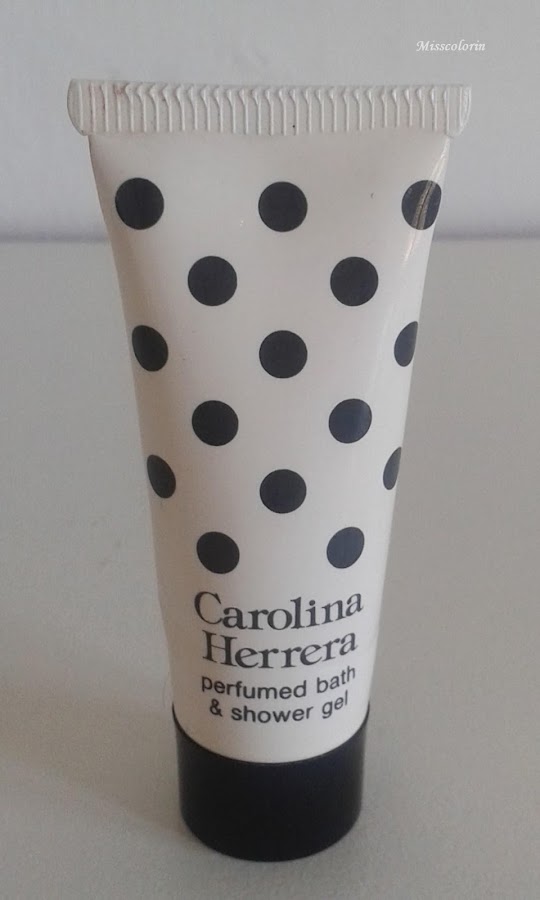 Misscolorin
Carolina
Herrera
perfumed bath
& shower gel